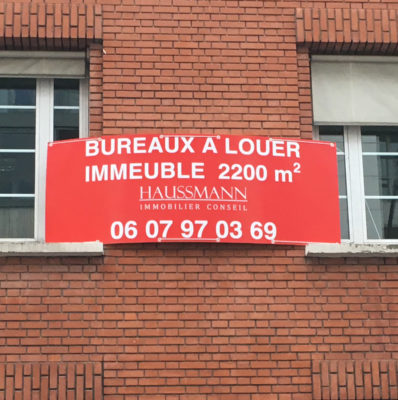 BUREAUX A LOUER
IMMEUBLE 2200 m²
HAUSSMANN
IMMOBILIER CONSEIL
06 07 97 03 69